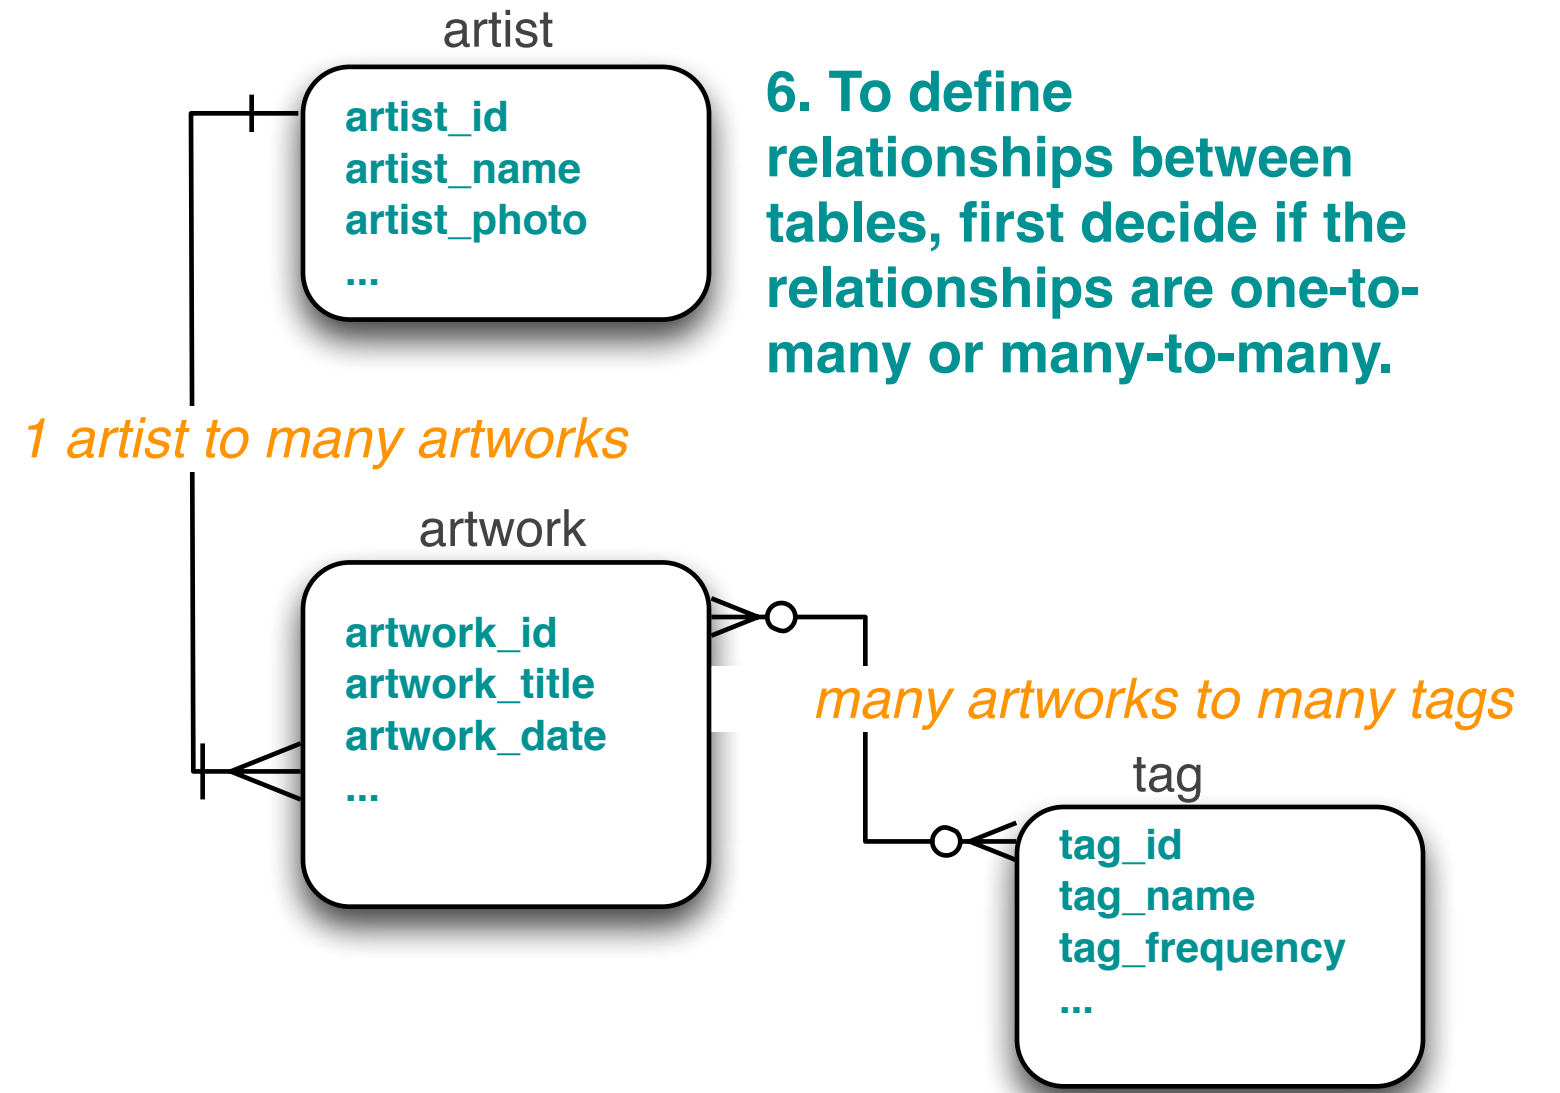 artist
artist_id
artist_name
artist_photo
...
6. To define
relationships between
tables, first decide if the
relationships are one-to-
many or many-to-many.
1 artist to many artworks
artwork
artwork_id
artwork_title
artwork_date
...
many artworks to many tags
tag
tag_id
tag_name
tag_frequency
...